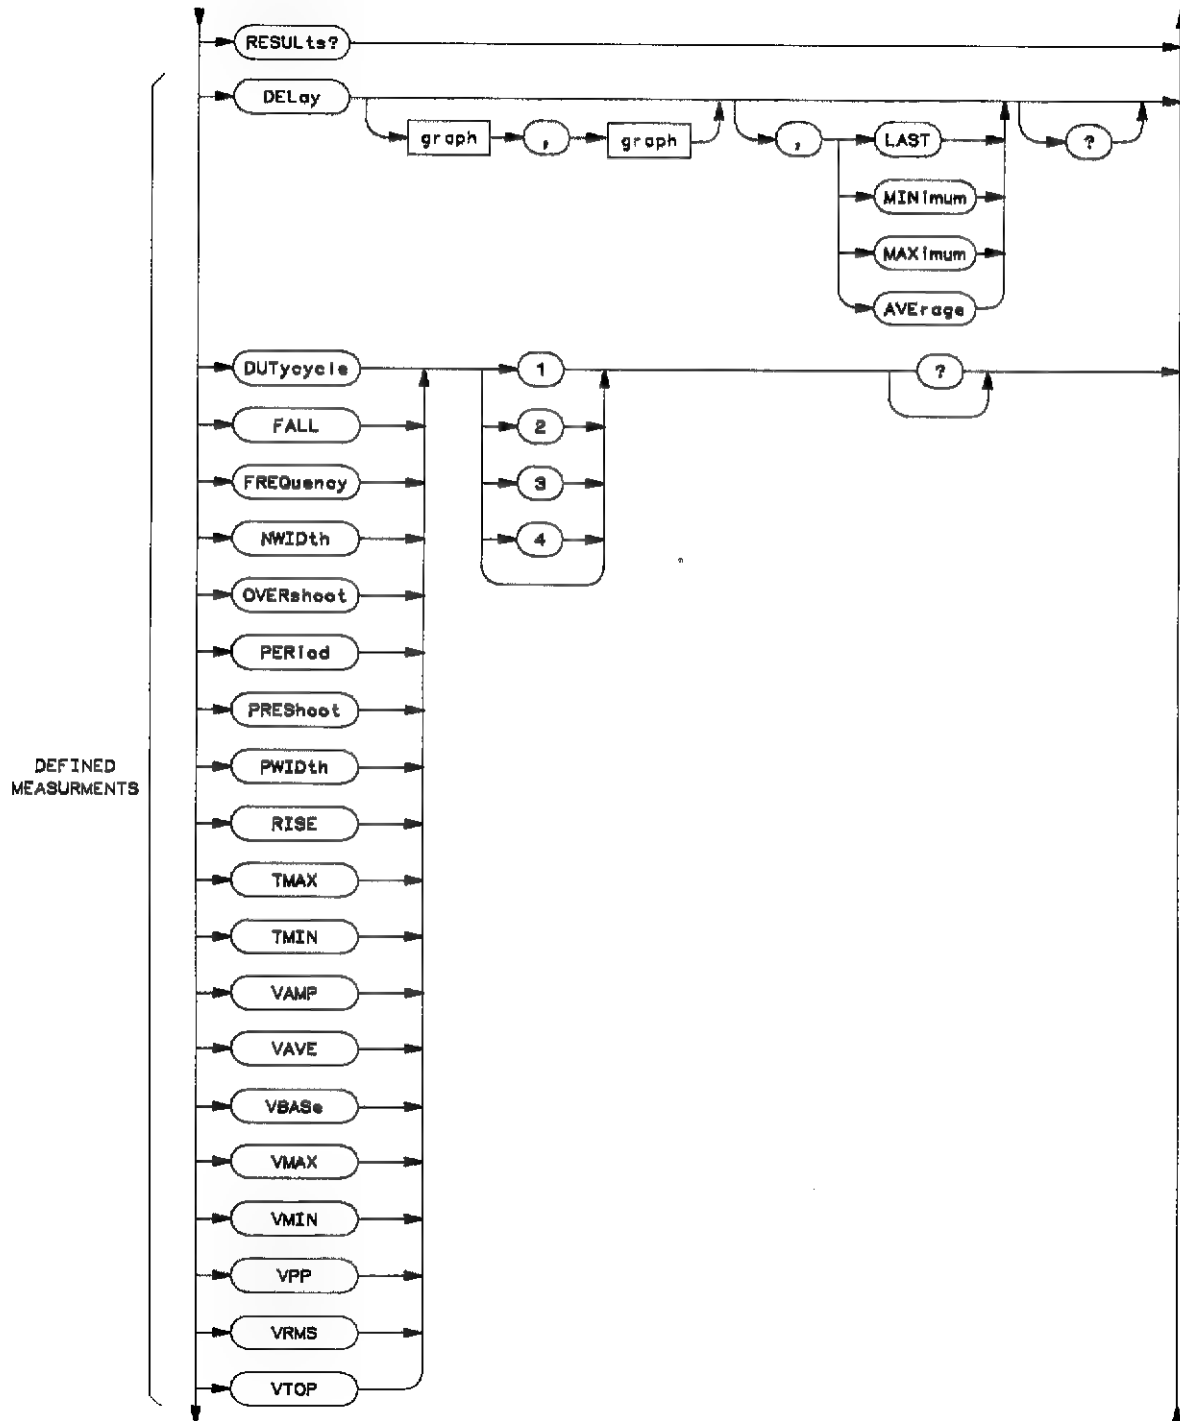 RESULts?
DELay
graph , graph , LAST ?
MINimum
MAXimum
AVErage
DUTycycle 1 ?
FALL 2
FREQuency 3
NWIDth 4
OVERshoot
PERiod
PREShoot
PWIDth
DEFINED
MEASURMENTS
RISE
TMAX
TMIN
VAMP
VAVE
VBASe
VMAX
VMIN
VPP
VRMS
VTOP